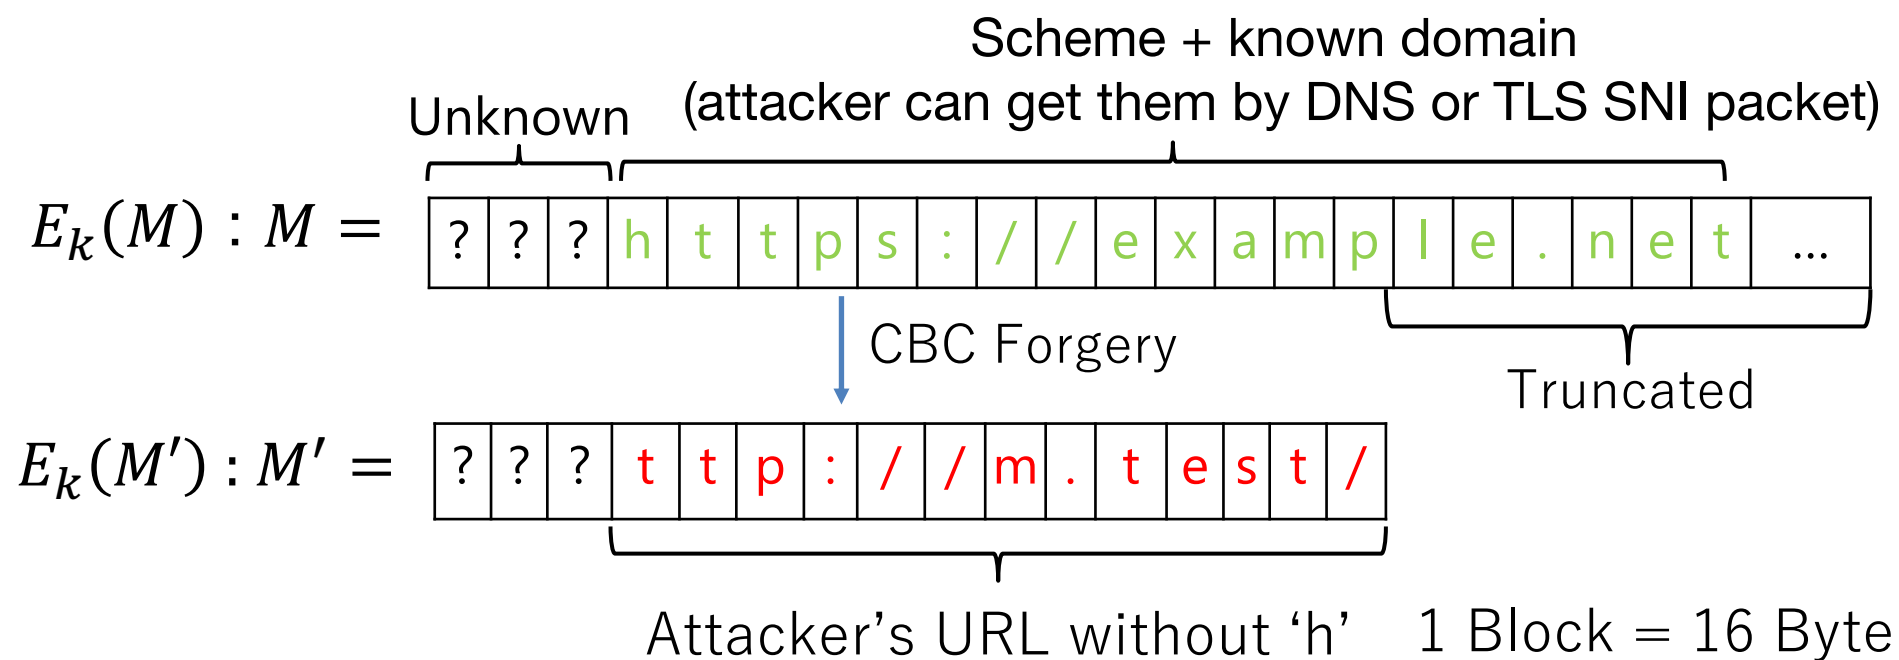 Scheme + known domain
(attacker can get them by DNS or TLS SNI packet)
Unknown
E_k(M) : M = ? ? ? h t t p s : / / e x a m p l e . n e t ...
CBC Forgery
Truncated
E_k(M′) : M′ = ? ? ? t t p : / / m . t e s t /
Attacker’s URL without ‘h’ 1 Block = 16 Byte